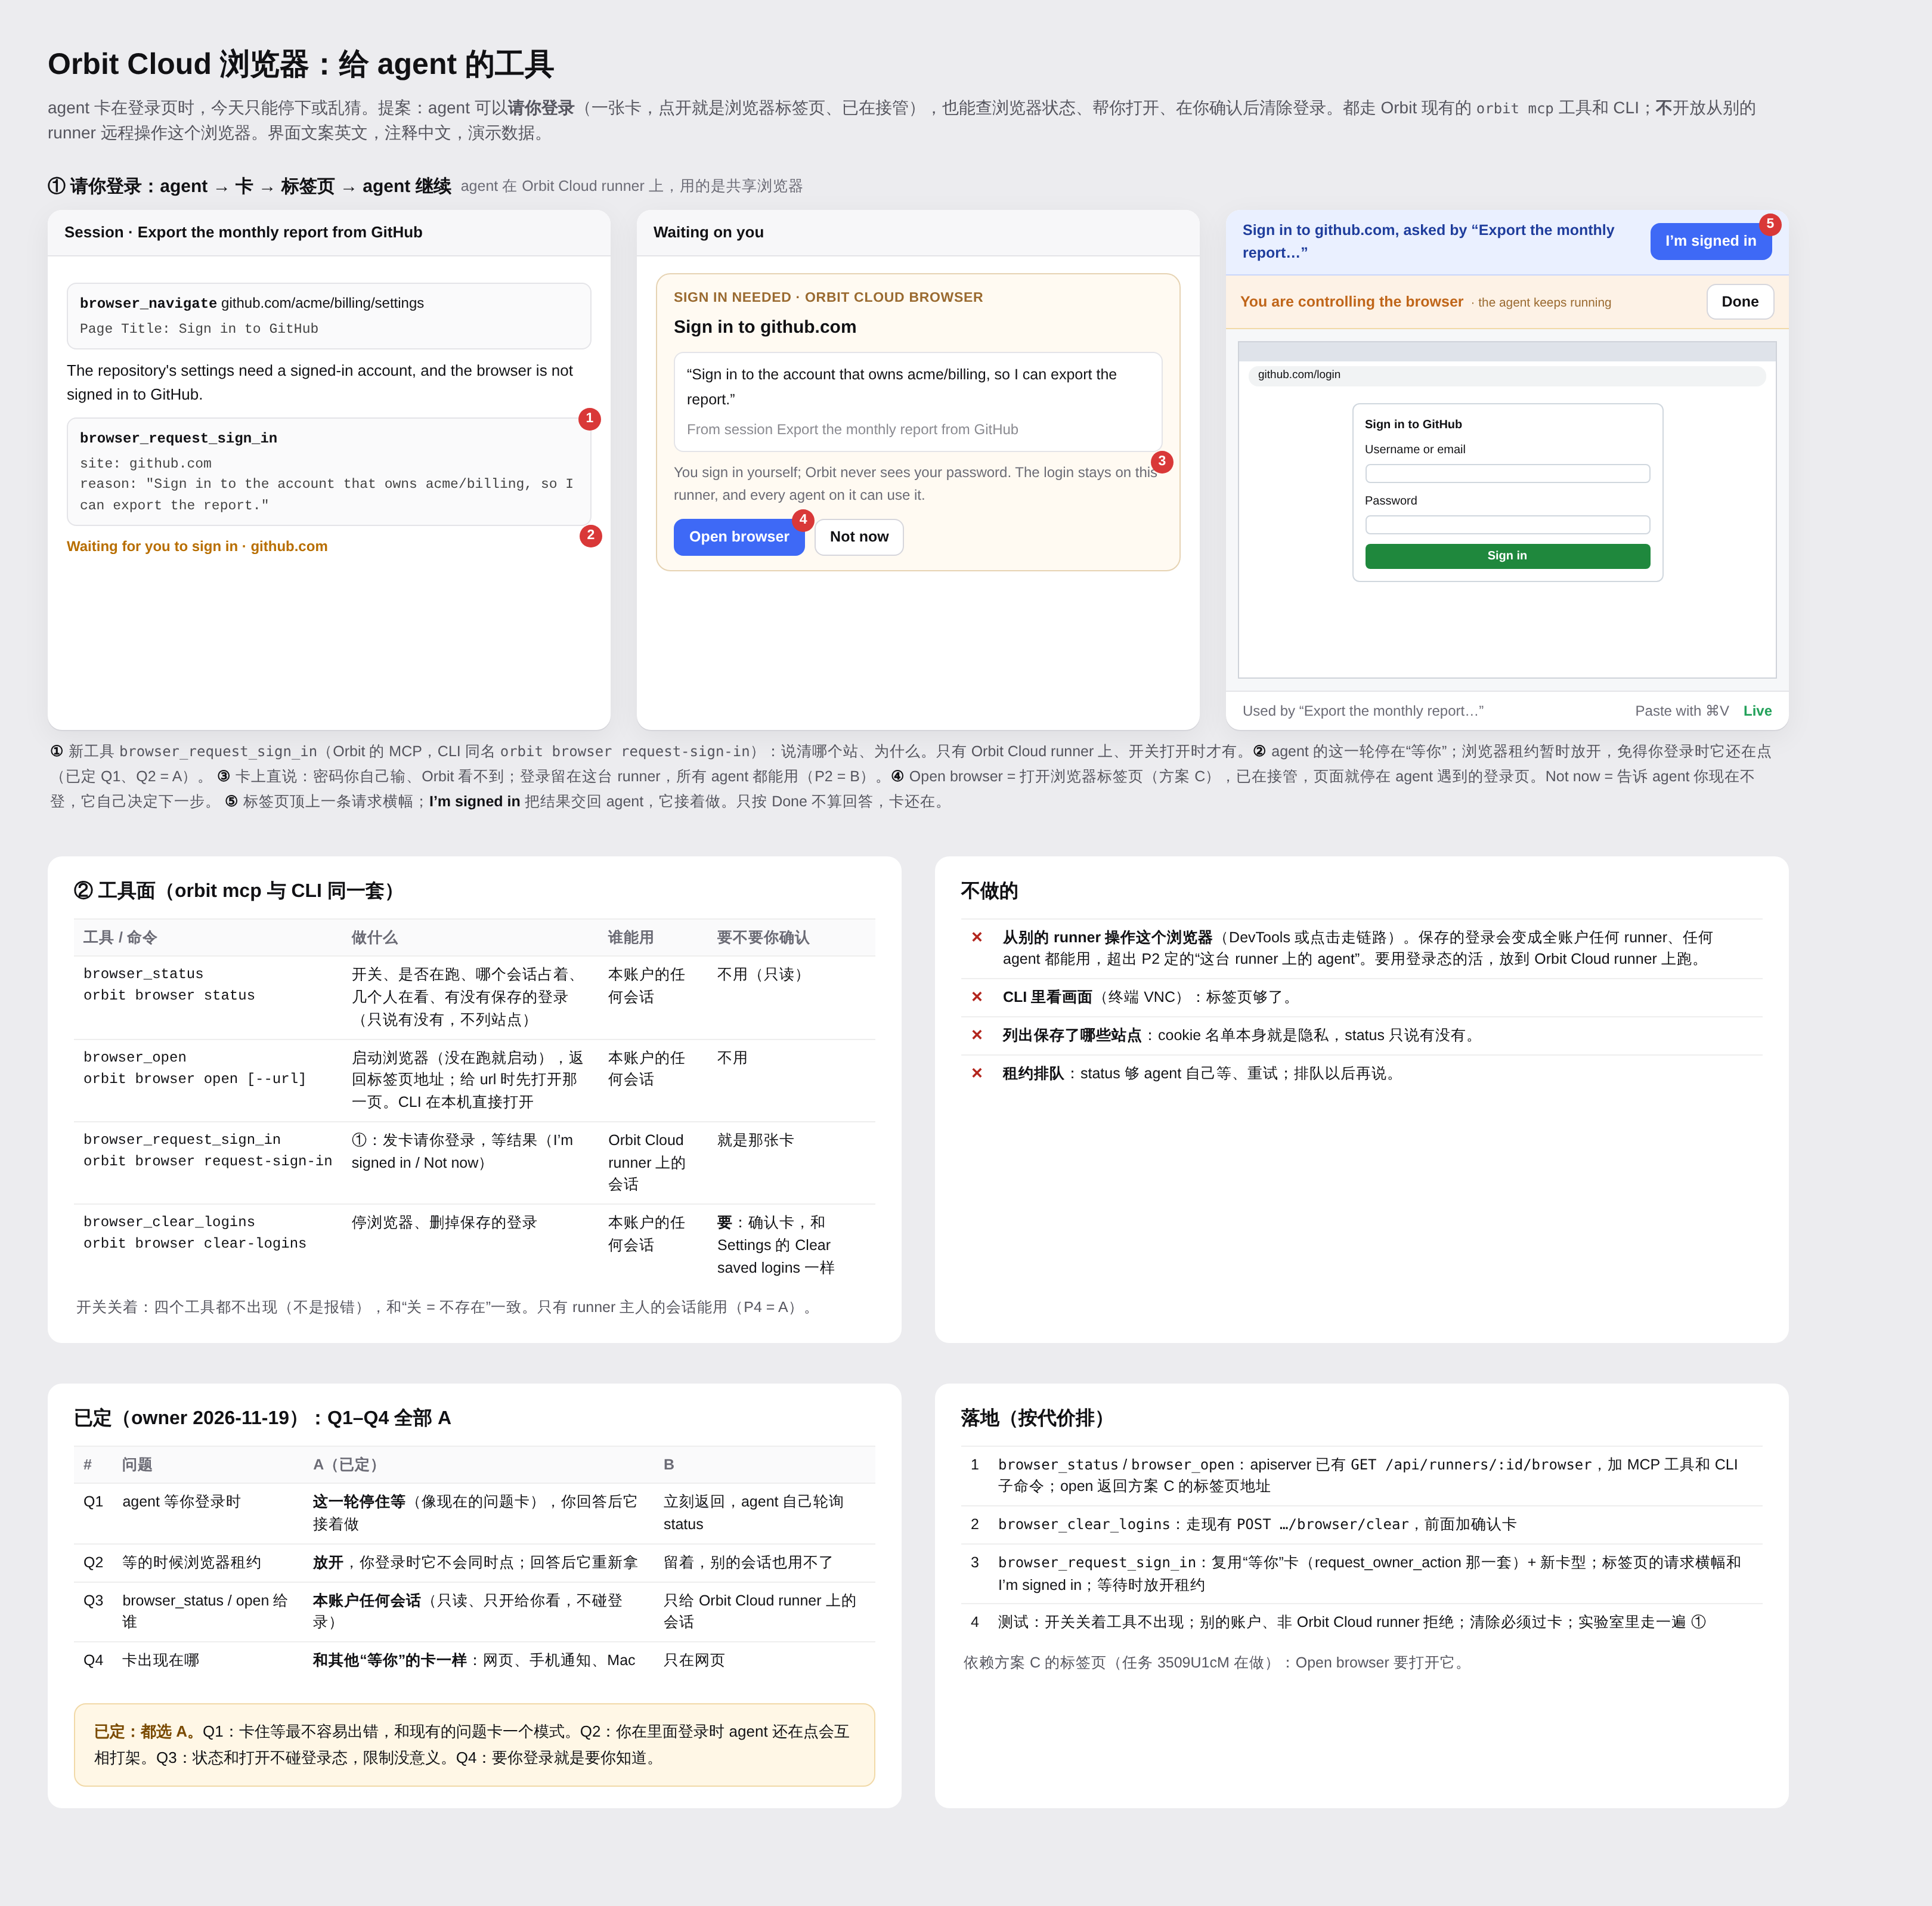 Orbit Cloud 浏览器：给 agent 的工具
agent 卡在登录页时，今天只能停下或乱猜。提案：agent 可以请你登录（一张卡，点开就是浏览器标签页、已在接管），也能查浏览器状态、帮你打开、在你确认后清除登录。都走 Orbit 现有的 orbit mcp 工具和 CLI；不开放从别的
runner 远程操作这个浏览器。界面文案英文，注释中文，演示数据。
① 请你登录：agent → 卡 → 标签页 → agent 继续 agent 在 Orbit Cloud runner 上，用的是共享浏览器
Session · Export the monthly report from GitHub
browser_navigate github.com/acme/billing/settings
Page Title: Sign in to GitHub
The repository's settings need a signed-in account, and the browser is not
signed in to GitHub.
1
browser_request_sign_in
site: github.com
reason: "Sign in to the account that owns acme/billing, so I
can export the report."
2
Waiting for you to sign in · github.com
Waiting on you
SIGN IN NEEDED · ORBIT CLOUD BROWSER
Sign in to github.com
“Sign in to the account that owns acme/billing, so I can export the
report.”
From session Export the monthly report from GitHub
3
You sign in yourself; Orbit never sees your password. The login stays on this
runner, and every agent on it can use it.
4
Open browser Not now
Sign in to github.com, asked by “Export the monthly
report…”
I’m signed in
5
You are controlling the browser · the agent keeps running Done
github.com/login
Sign in to GitHub
Username or email
Password
Sign in
Used by “Export the monthly report…” Paste with ⌘V Live
① 新工具 browser_request_sign_in（Orbit 的 MCP，CLI 同名 orbit browser request-sign-in）：说清哪个站、为什么。只有 Orbit Cloud runner 上、开关打开时才有。② agent 的这一轮停在“等你”；浏览器租约暂时放开，免得你登录时它还在点
（已定 Q1、Q2 = A）。 ③ 卡上直说：密码你自己输、Orbit 看不到；登录留在这台 runner，所有 agent 都能用（P2 = B）。④ Open browser = 打开浏览器标签页（方案 C），已在接管，页面就停在 agent 遇到的登录页。Not now = 告诉 agent 你现在不
登，它自己决定下一步。 ⑤ 标签页顶上一条请求横幅；I’m signed in 把结果交回 agent，它接着做。只按 Done 不算回答，卡还在。
② 工具面（orbit mcp 与 CLI 同一套）
工具 / 命令 做什么 谁能用 要不要你确认
browser_status
orbit browser status
开关、是否在跑、哪个会话占着、
几个人在看、有没有保存的登录
（只说有没有，不列站点）
本账户的任
何会话
不用（只读）
browser_open
orbit browser open [--url]
启动浏览器（没在跑就启动），返
回标签页地址；给 url 时先打开那
一页。CLI 在本机直接打开
本账户的任
何会话
不用
browser_request_sign_in
orbit browser request-sign-in
①：发卡请你登录，等结果（I’m
signed in / Not now）
Orbit Cloud
runner 上的
会话
就是那张卡
browser_clear_logins
orbit browser clear-logins
停浏览器、删掉保存的登录
本账户的任
何会话
要：确认卡，和
Settings 的 Clear
saved logins 一样
开关关着：四个工具都不出现（不是报错），和“关 = 不存在”一致。只有 runner 主人的会话能用（P4 = A）。
不做的
✕ 从别的 runner 操作这个浏览器（DevTools 或点击走链路）。保存的登录会变成全账户任何 runner、任何
agent 都能用，超出 P2 定的“这台 runner 上的 agent”。要用登录态的活，放到 Orbit Cloud runner 上跑。
✕ CLI 里看画面（终端 VNC）：标签页够了。
✕ 列出保存了哪些站点：cookie 名单本身就是隐私，status 只说有没有。
✕ 租约排队：status 够 agent 自己等、重试；排队以后再说。
已定（owner 2026-11-19）：Q1–Q4 全部 A
# 问题 A（已定） B
Q1 agent 等你登录时
这一轮停住等（像现在的问题卡），你回答后它
接着做
立刻返回，agent 自己轮询
status
Q2 等的时候浏览器租约 放开，你登录时它不会同时点；回答后它重新拿 留着，别的会话也用不了
Q3 browser_status / open 给
谁
本账户任何会话（只读、只开给你看，不碰登
录）
只给 Orbit Cloud runner 上的
会话
Q4 卡出现在哪 和其他“等你”的卡一样：网页、手机通知、Mac 只在网页
已定：都选 A。Q1：卡住等最不容易出错，和现有的问题卡一个模式。Q2：你在里面登录时 agent 还在点会互
相打架。Q3：状态和打开不碰登录态，限制没意义。Q4：要你登录就是要你知道。
落地（按代价排）
1 browser_status / browser_open：apiserver 已有 GET /api/runners/:id/browser，加 MCP 工具和 CLI
子命令；open 返回方案 C 的标签页地址
2 browser_clear_logins：走现有 POST …/browser/clear，前面加确认卡
3 browser_request_sign_in：复用“等你”卡（request_owner_action 那一套）+ 新卡型；标签页的请求横幅和
I’m signed in；等待时放开租约
4 测试：开关关着工具不出现；别的账户、非 Orbit Cloud runner 拒绝；清除必须过卡；实验室里走一遍 ①
依赖方案 C 的标签页（任务 3509U1cM 在做）：Open browser 要打开它。